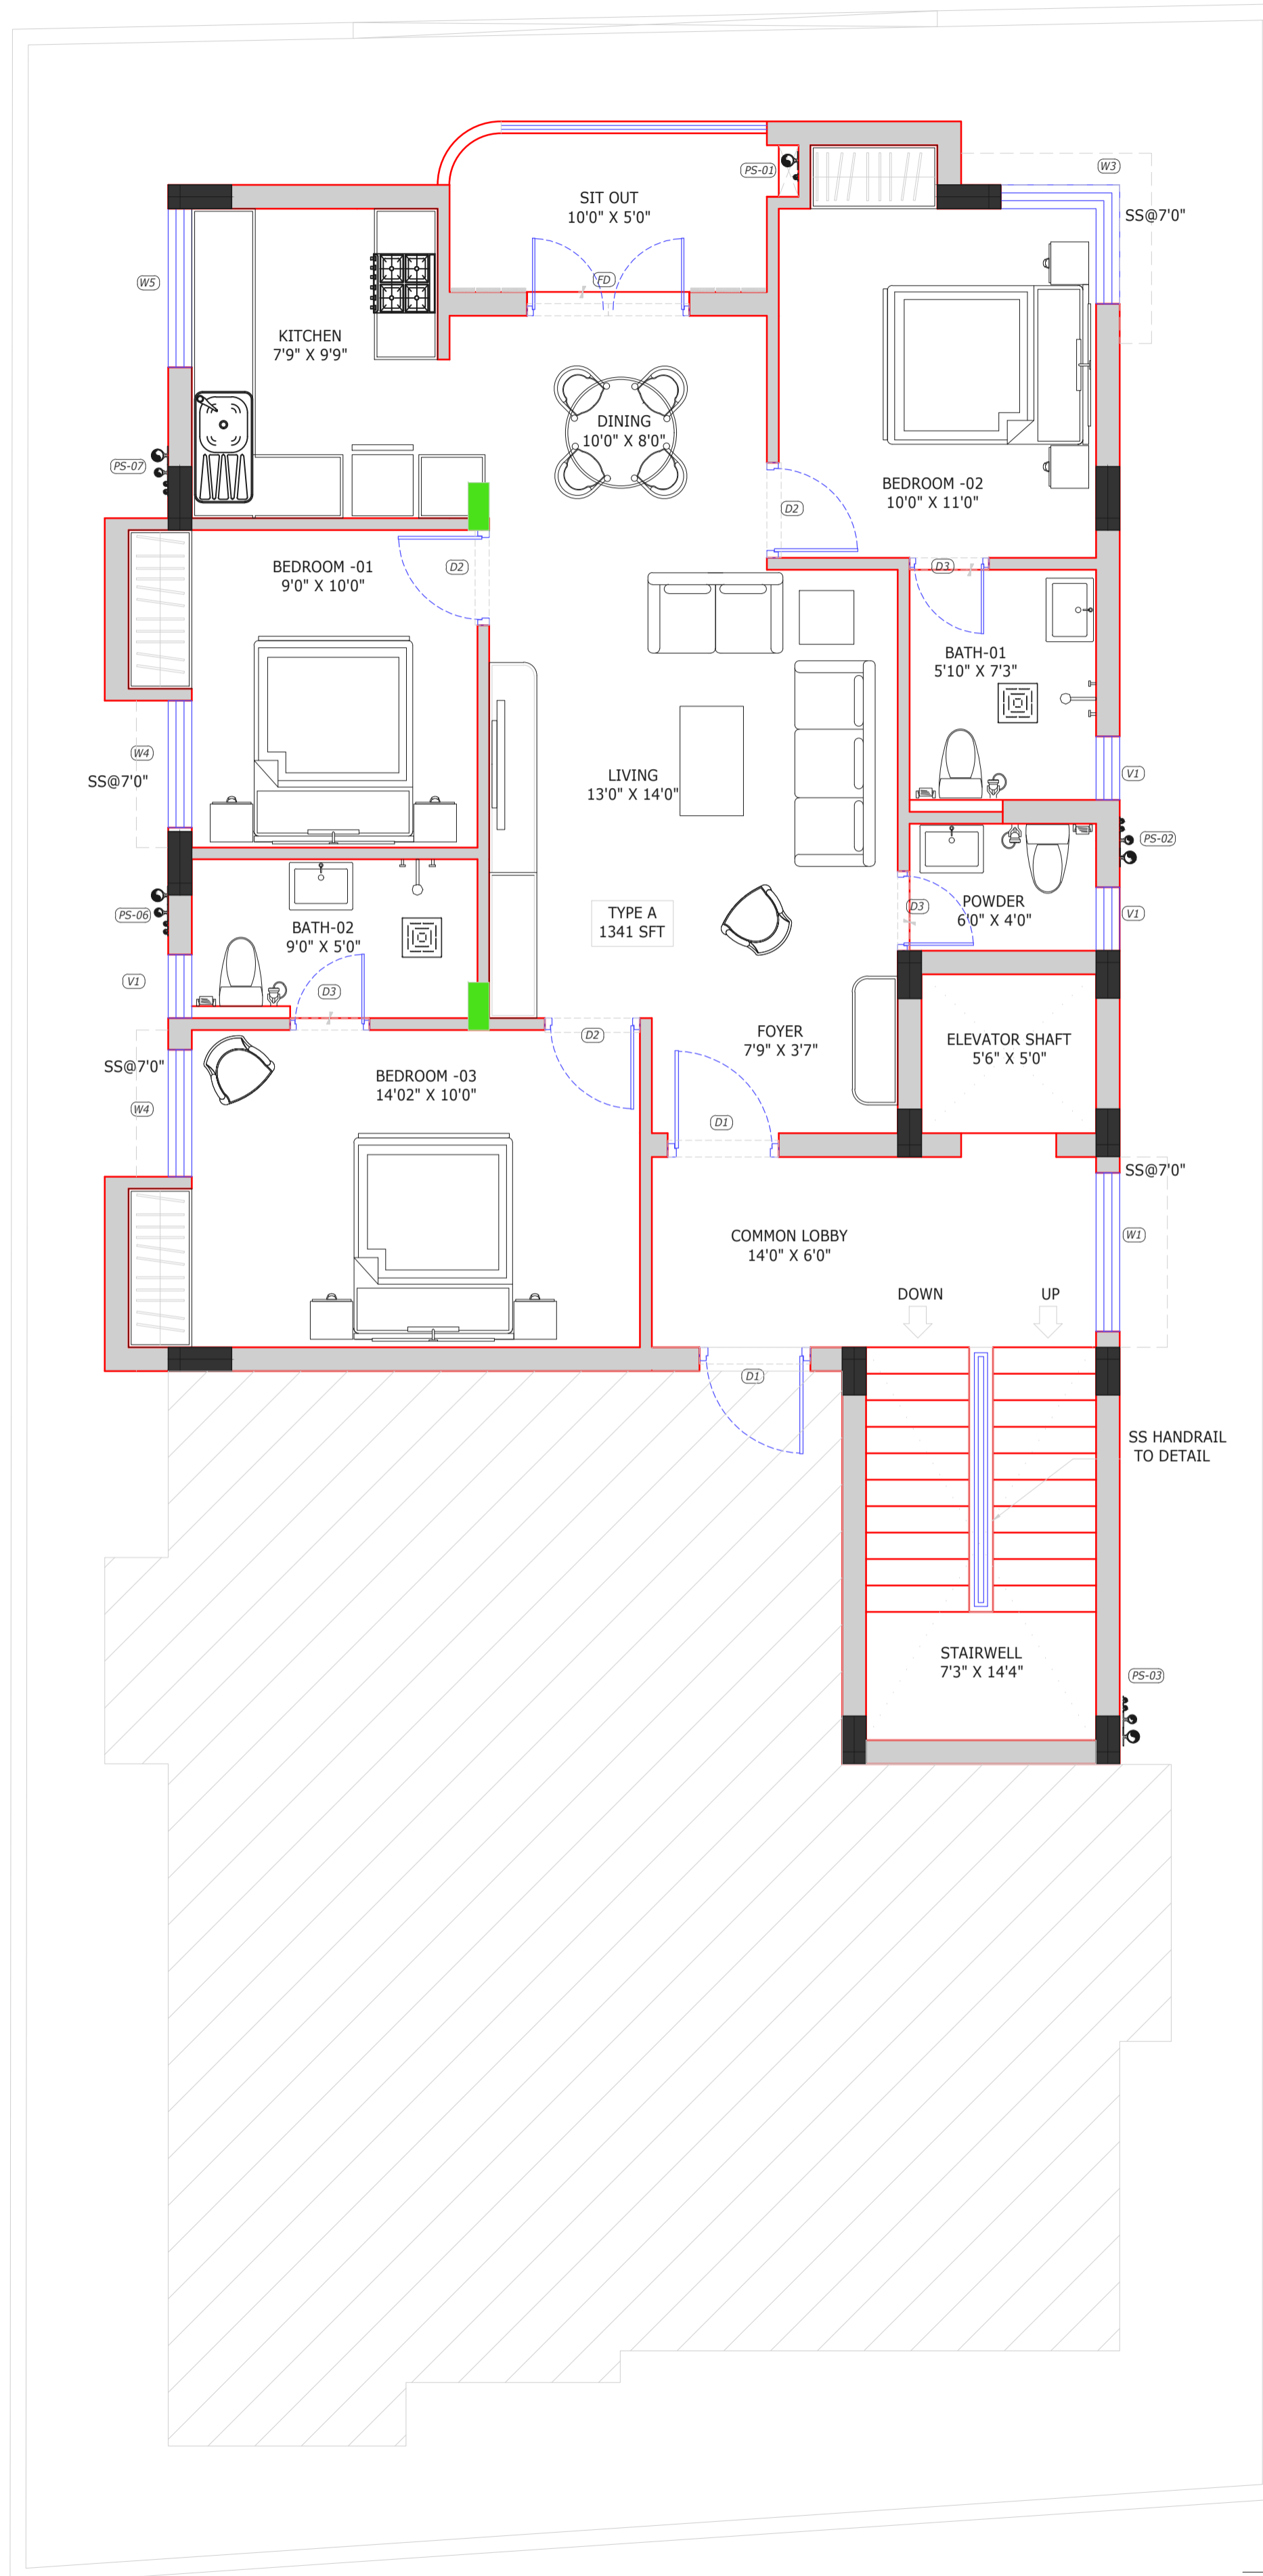 W3
PS-01
SIT OUT
10'0" X 5'0"
SS@7'0"
FD
W5
KITCHEN
7'9" X 9'9"
DINING
10'0" X 8'0"
PS-07
BEDROOM -02
10'0" X 11'0"
D2
BEDROOM -01
9'0" X 10'0"
D2
D3
BATH-01
5'10" X 7'3"
W4
SS@7'0"
LIVING
13'0" X 14'0"
V1
PS-02
PS-06
BATH-02
9'0" X 5'0"
TYPE A
1341 SFT
D3
POWDER
6'0" X 4'0"
V1
V1
D3
D2
FOYER
7'9" X 3'7"
ELEVATOR SHAFT
5'6" X 5'0"
SS@7'0"
W4
BEDROOM -03
14'02" X 10'0"
D1
SS@7'0"
COMMON LOBBY
14'0" X 6'0"
W1
DOWN
UP
D1
SS HANDRAIL
TO DETAIL
STAIRWELL
7'3" X 14'4"
PS-03